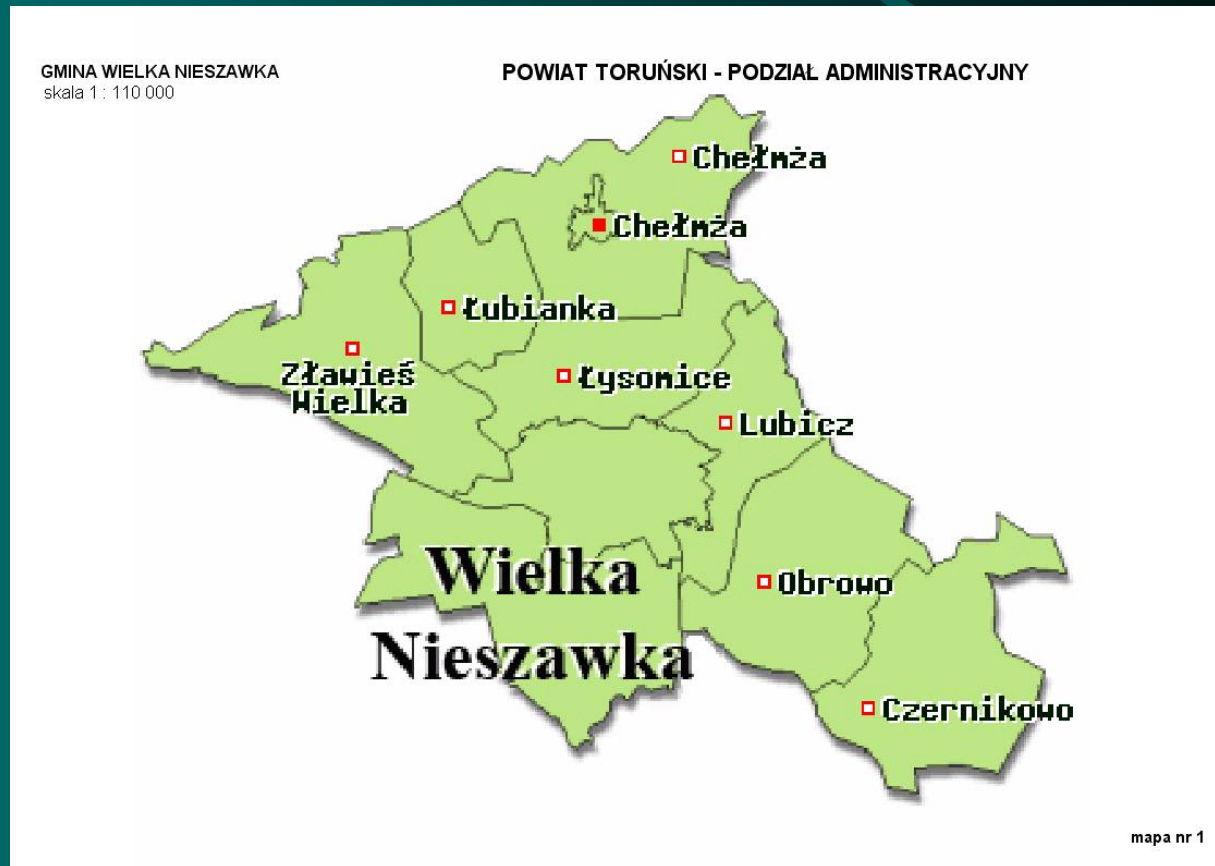 GMINA WIELKA NIESZAWKA
skala 1 : 110 000
POWIAT TORUŃSKI - PODZIAŁ ADMINISTRACYJNY
Chełmża
Chełmża
Łubianka
Zławieś
Wielka
Łysomice
Lubicz
Wielka
Nieszawka
Obrowo
Czernikowo
mapa nr 1